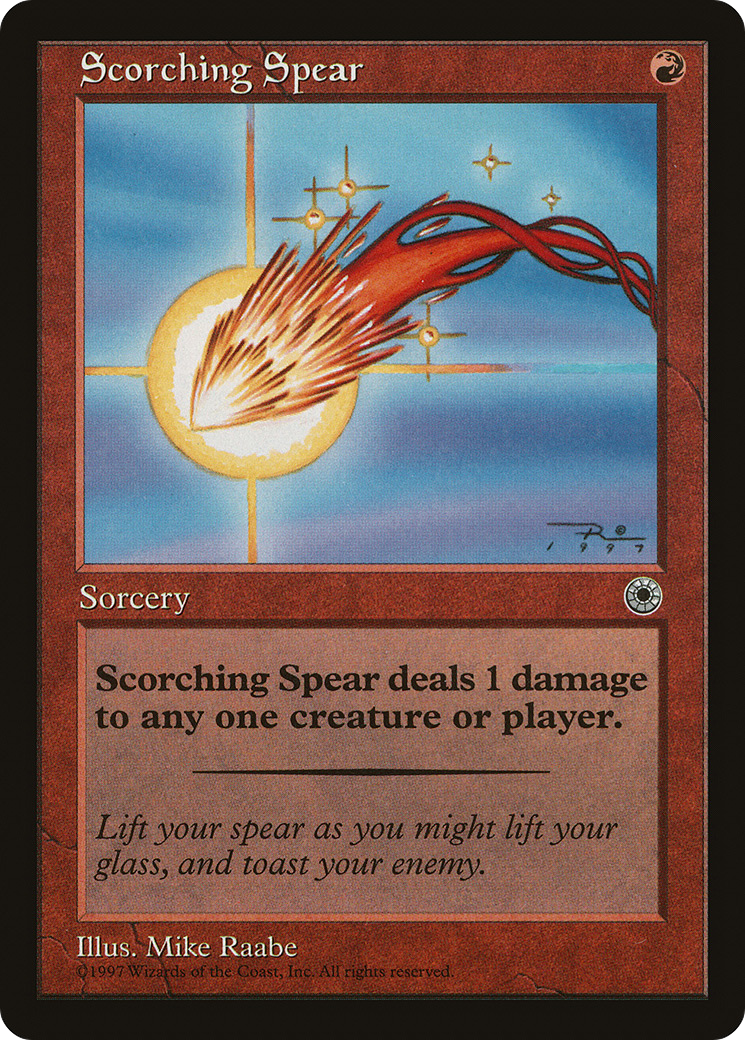 Scorching Spear
© 1997
Sorcery
Scorching Spear deals 1 damage
to any one creature or player.
Lift your spear as you might lift your
glass, and toast your enemy.
Illus. Mike Raabe
©1997 Wizards of the Coast, Inc. All rights reserved.